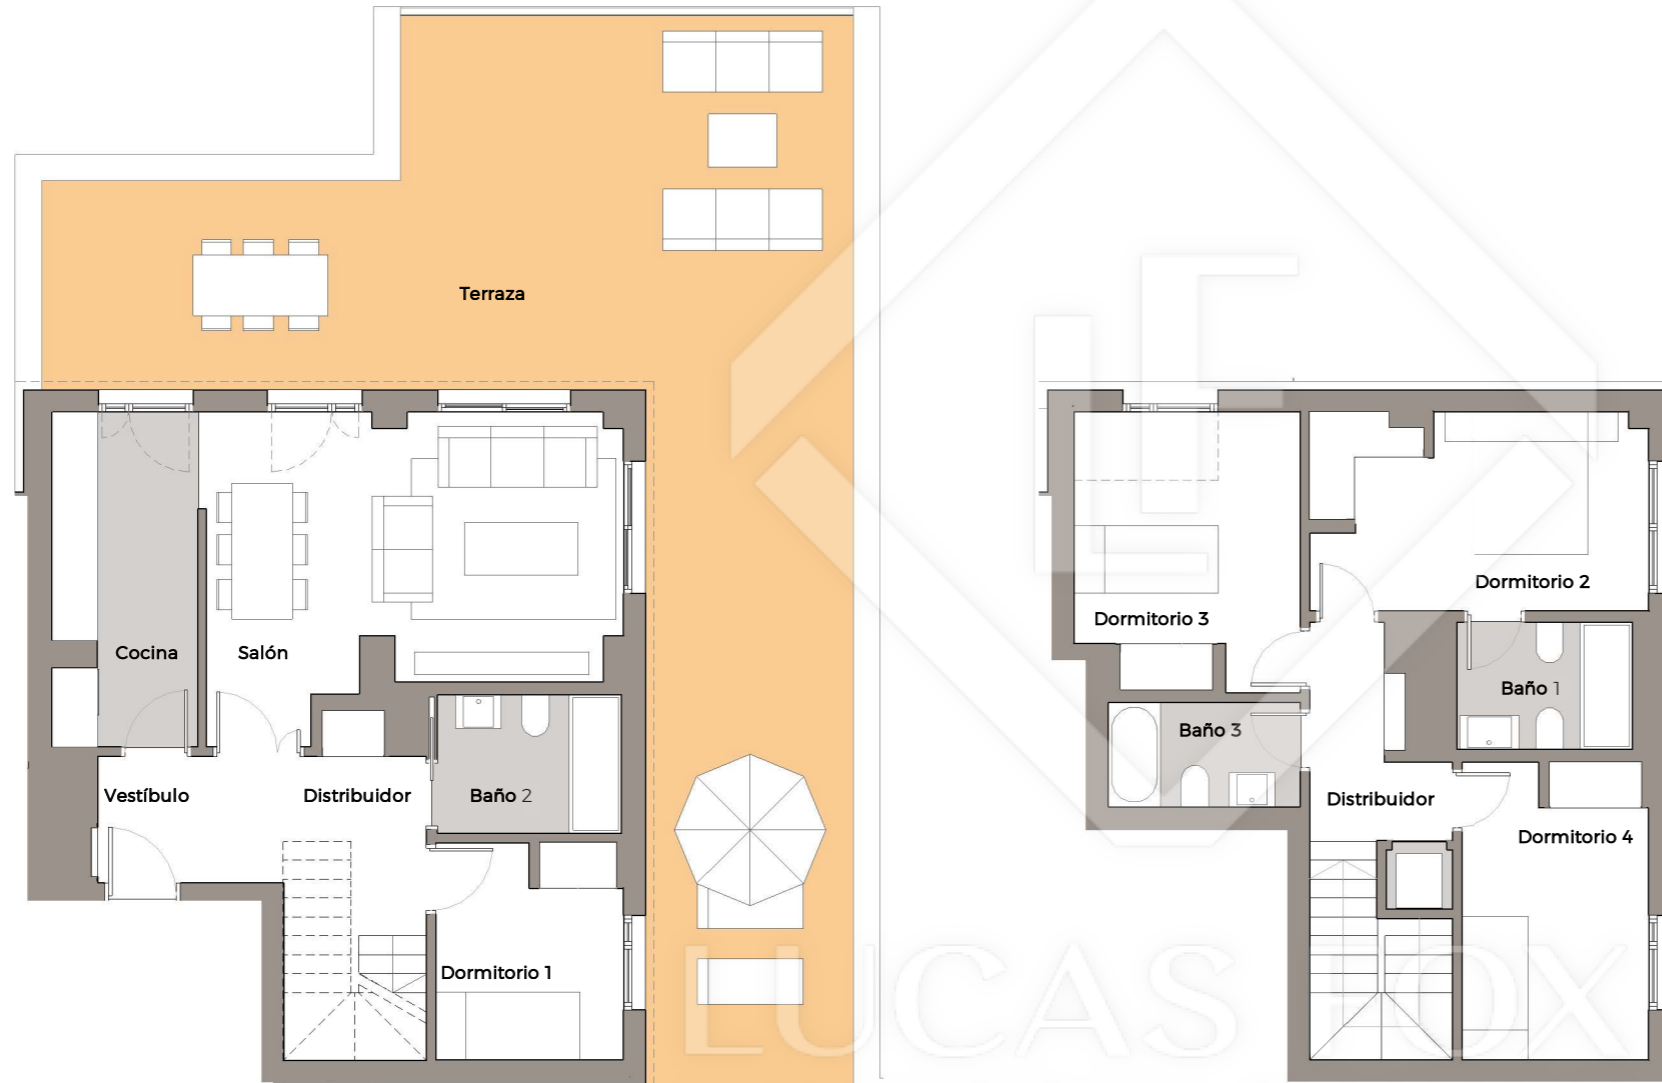 Terraza
Cocina
Salón
Vestíbulo
Distribuidor
Baño 2
Dormitorio 1
Dormitorio 3
Dormitorio 2
Baño 1
Baño 3
Distribuidor
Dormitorio 4
LUCAS FOX